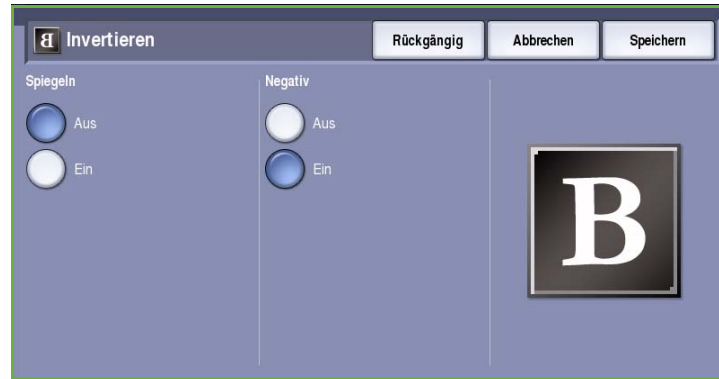 Invertieren
Rückgängig
Abbrechen
Speichern
Spiegeln
Aus
Ein
Negativ
Aus
Ein
B